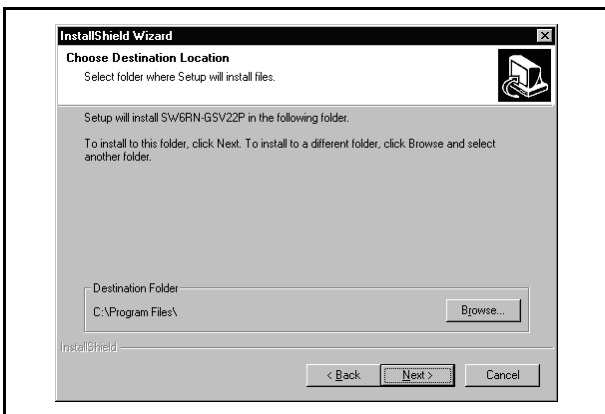 InstallShield Wizard
Choose Destination Location
Select folder where Setup will install files.
Setup will install SW6RN-GSV22P in the following folder.
To install to this folder, click Next. To install to a different folder, click Browse and select
another folder.
Destination Folder
C:\Program Files\
Browse...
InstallShield
< Back
Next >
Cancel